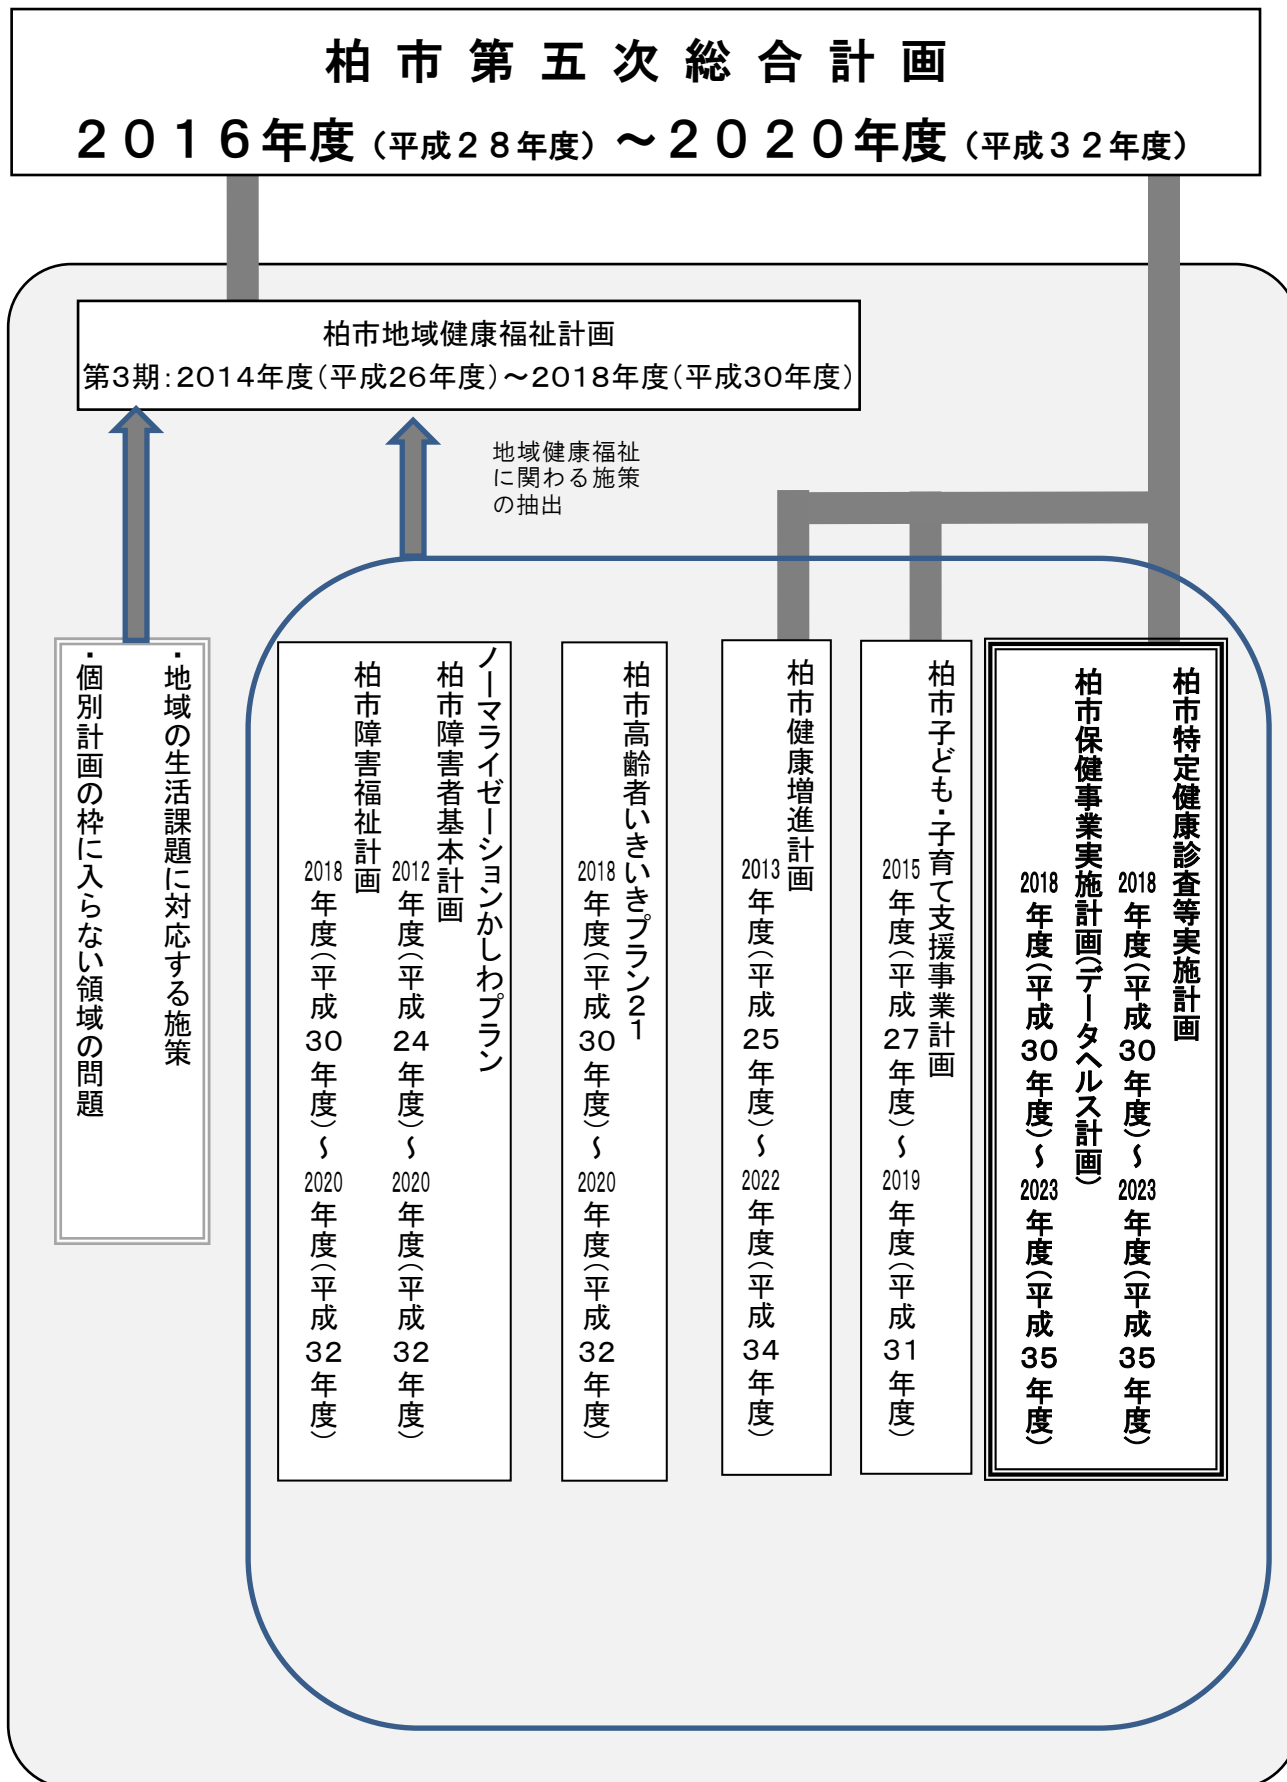 柏市第五次総合計画
２０１６年度（平成２８年度）～２０２０年度（平成３２年度）
柏市地域健康福祉計画
第3期：2014年度（平成26年度）～2018年度（平成30年度）
地域健康福祉
に関わる施策
の抽出
柏市特定健康診査等実施計画
2018年度（平成30年度）～2023年度（平成35年度）
柏市保健事業実施計画（データヘルス計画）
2018年度（平成30年度）～2023年度（平成35年度）
柏市子ども・子育て支援事業計画
2015年度（平成27年度）～2019年度（平成31年度）
柏市健康増進計画
2013年度（平成25年度）～2022年度（平成34年度）
柏市高齢者いきいきプラン21
2018年度（平成30年度）～2020年度（平成32年度）
ノーマライゼーションかしわプラン
柏市障害者基本計画
2012年度（平成24年度）～2020年度（平成32年度）
柏市障害福祉計画
2018年度（平成30年度）～2020年度（平成32年度）
・地域の生活課題に対応する施策
・個別計画の枠に入らない領域の問題